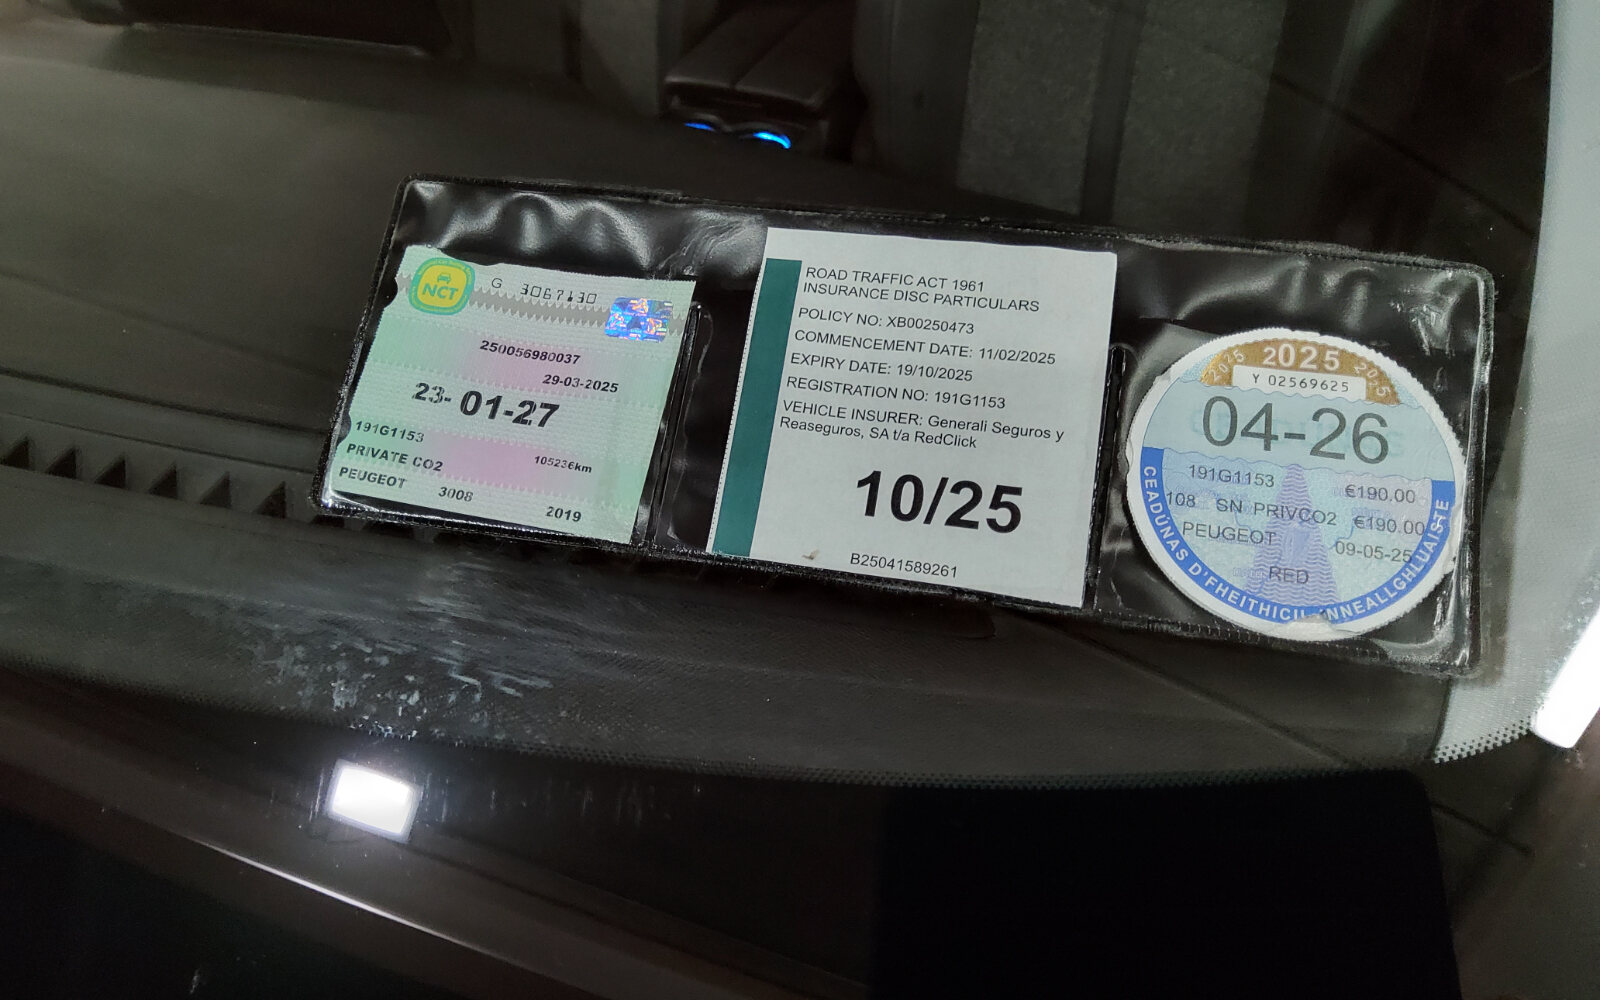 NCT
G 3067130
250056980037
29-03-2025
23-01-27
191G1153
PRIVATE CO2
105236km
PEUGEOT 3008
2019
ROAD TRAFFIC ACT 1961
INSURANCE DISC PARTICULARS
POLICY NO: XB00250473
COMMENCEMENT DATE: 11/02/2025
EXPIRY DATE: 19/10/2025
REGISTRATION NO: 191G1153
VEHICLE INSURER: Generali Seguros y
Reaseguros, SA t/a RedClick
10/25
B25041589261
2025 2025 2025
Y 02569625
04-26
191G1153 €190.00
108 SN PRIVCO2 €190.00
PEUGEOT 09-05-25
RED
CEADÚNAS D'FHEITHICIL INNEALLGHLUAISTE